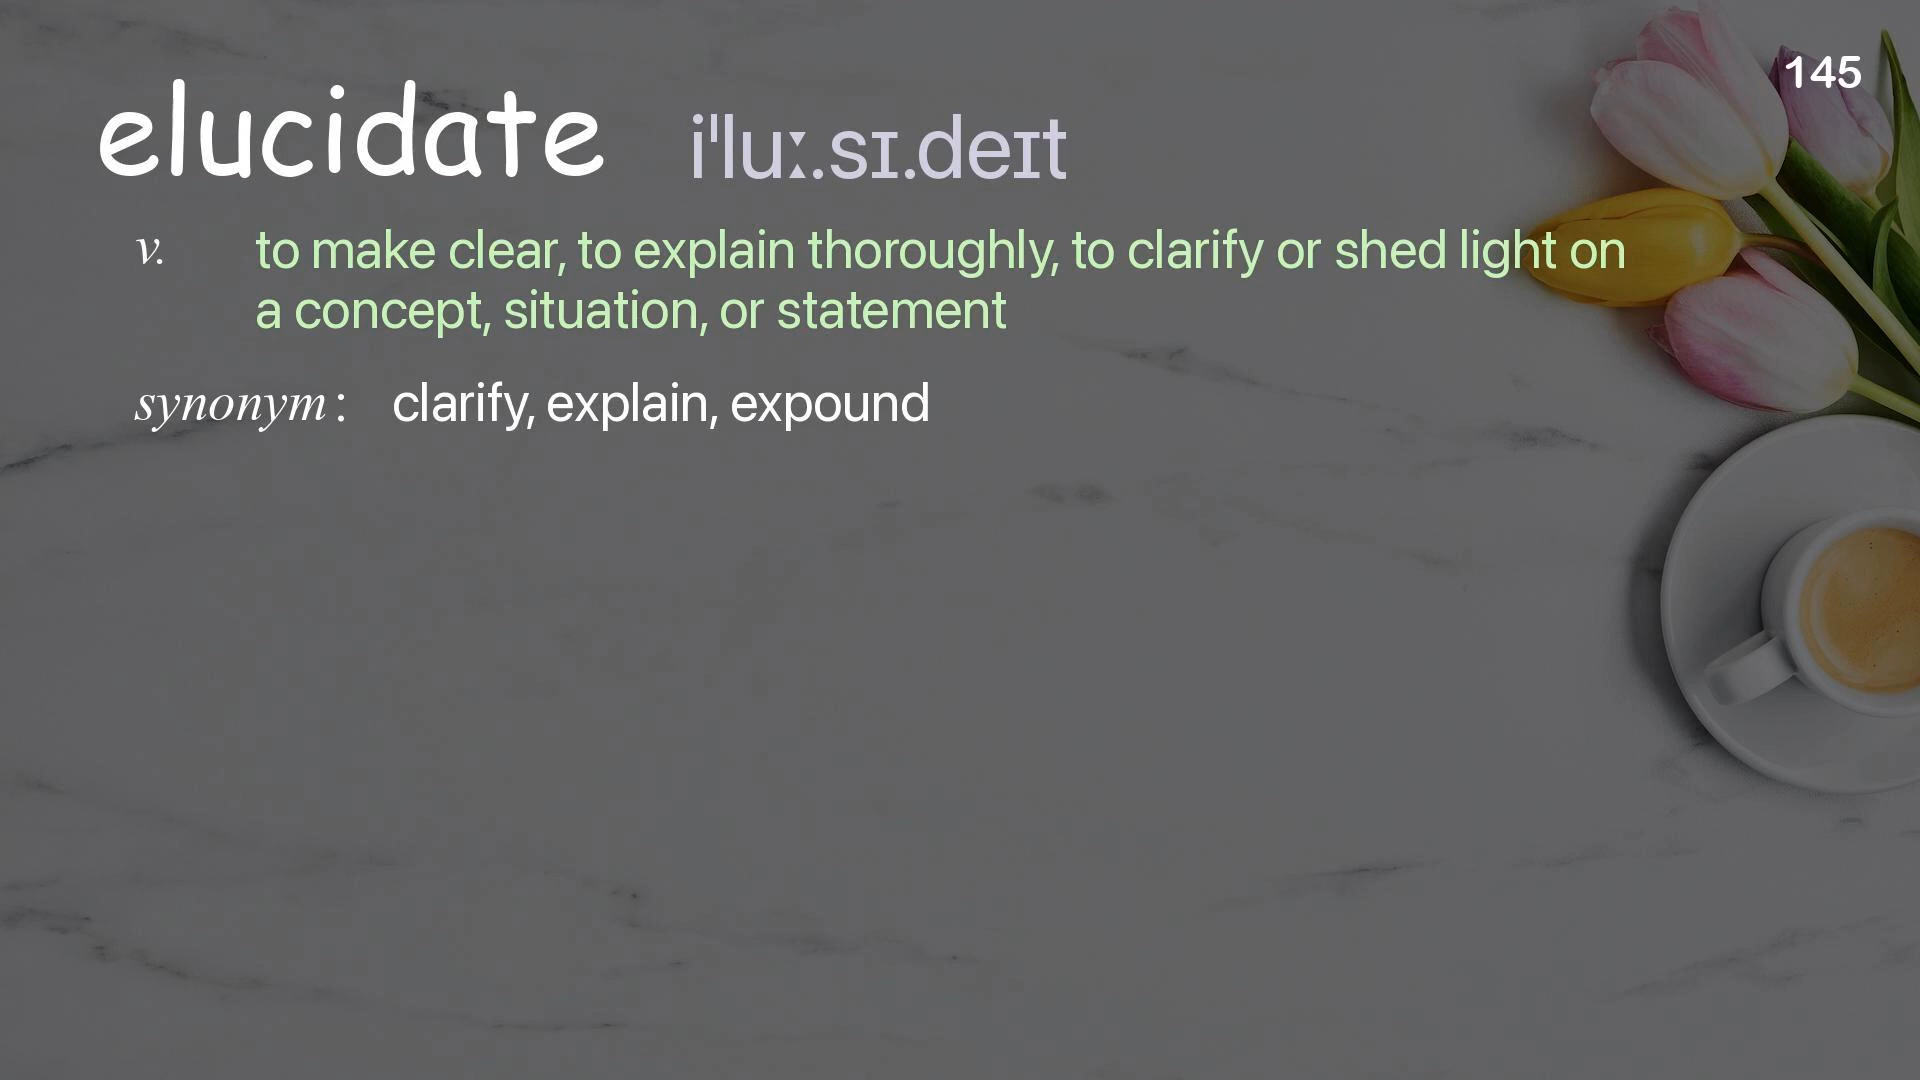 145
elucidate iˈluː.sɪ.deɪt
v. to make clear, to explain thoroughly, to clarify or shed light on
a concept, situation, or statement
synonym : clarify, explain, expound